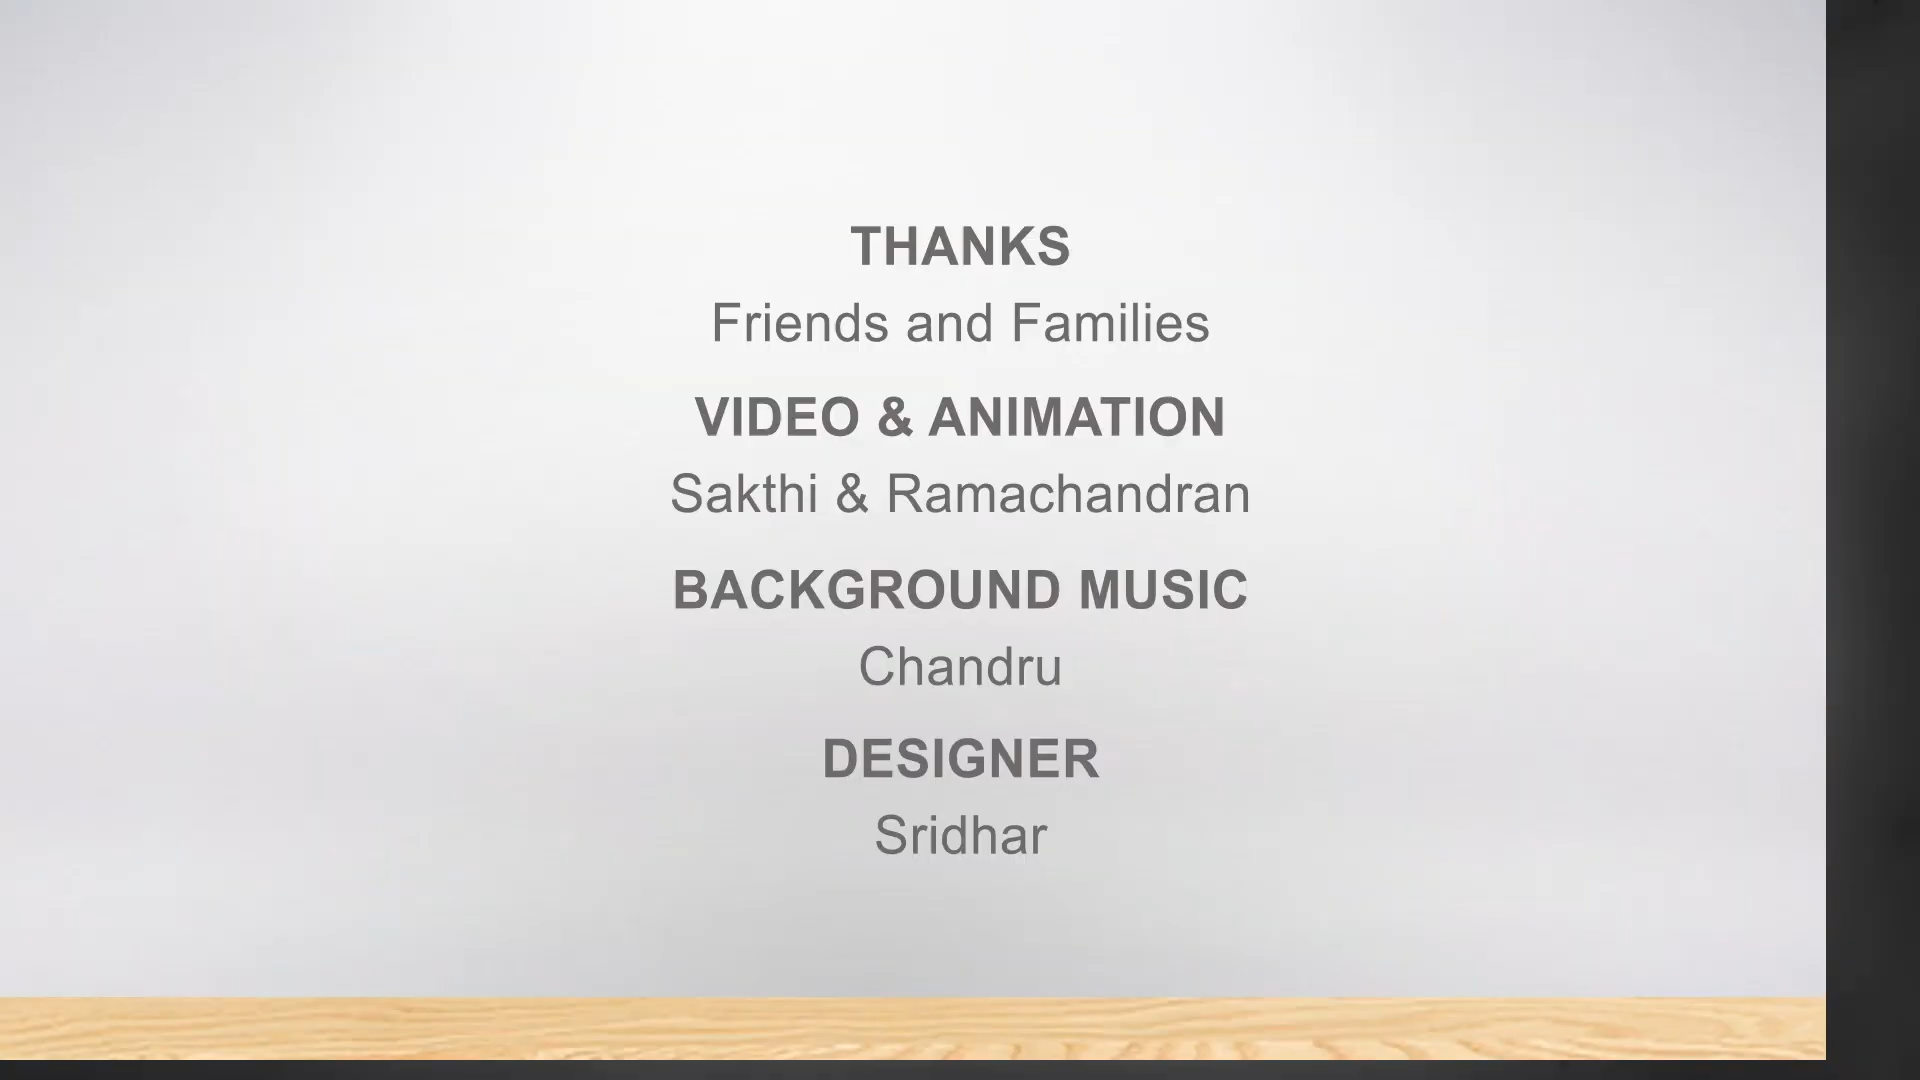 THANKS
Friends and Families
VIDEO & ANIMATION
Sakthi & Ramachandran
BACKGROUND MUSIC
Chandru
DESIGNER
Sridhar